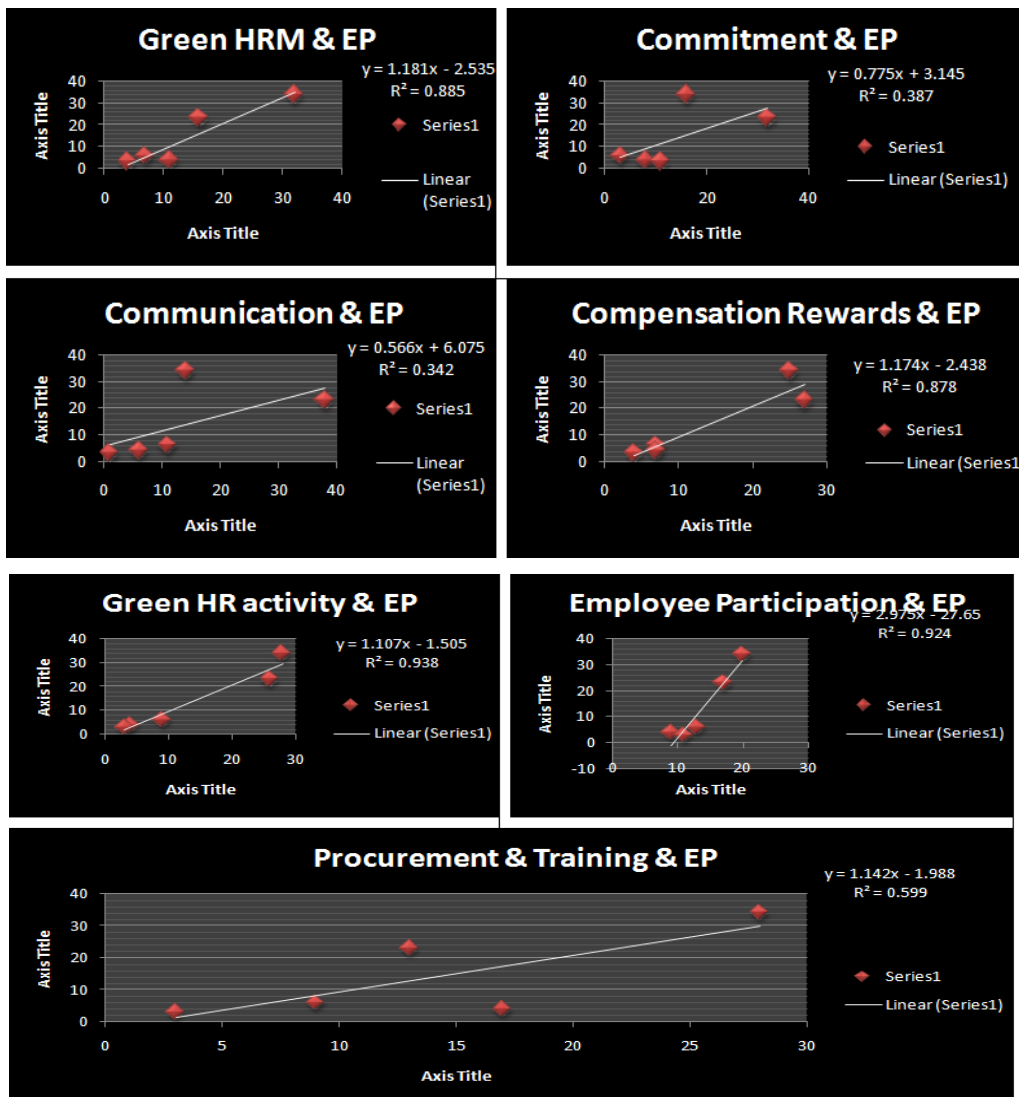 Green HRM & EP
y = 1.181x - 2.535
R² = 0.885
40
30
20
10
0
Axis Title
0 10 20 30 40
Axis Title
Series1
Linear
(Series1)
Commitment & EP
y = 0.775x + 3.145
R² = 0.387
40
30
20
10
0
Axis Title
0 20 40
Axis Title
Series1
Linear (Series1)
Communication & EP
y = 0.566x + 6.075
R² = 0.342
40
30
20
10
0
Axis Title
0 10 20 30 40
Axis Title
Series1
Linear
(Series1)
Compensation Rewards & EP
y = 1.174x - 2.438
R² = 0.878
40
30
20
10
0
Axis Title
0 10 20 30
Axis Title
Series1
Linear (Series1
Green HR activity & EP
y = 1.107x - 1.505
R² = 0.938
40
30
20
10
0
Axis Title
0 10 20 30
Axis Title
Series1
Linear (Series1)
Employee Participation & EP
y = 2.975x - 27.65
R² = 0.924
40
30
20
10
0
-10
Axis Title
0 10 20 30
Axis Title
Series1
Linear (Series1)
Procurement & Training & EP
y = 1.142x - 1.988
R² = 0.599
40
30
20
10
0
Axis Title
0 5 10 15 20 25 30
Axis Title
Series1
Linear (Series1)